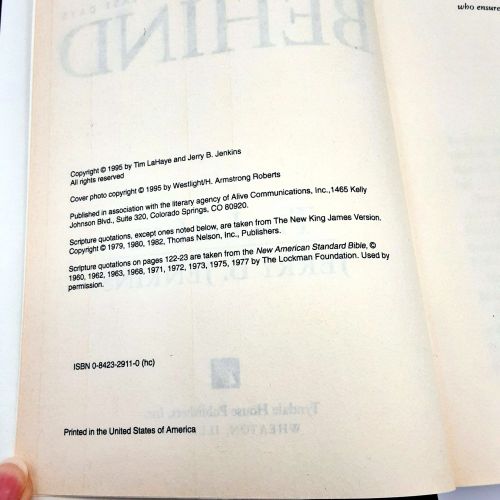 who ensure
Copyright © 1995 by Tim LaHaye and Jerry B. Jenkins
All rights reserved
Cover photo copyright © 1995 by Westlight/H. Armstrong Roberts
Published in association with the literary agency of Alive Communications, Inc.,1465 Kelly
Johnson Blvd., Suite 320, Colorado Springs, CO 80920.
Scripture quotations, except ones noted below, are taken from The New King James Version,
Copyright © 1979, 1980, 1982, Thomas Nelson, Inc., Publishers.
Scripture quotations on pages 122-23 are taken from the New American Standard Bible, ©
1960, 1962, 1963, 1968, 1971, 1972, 1973, 1975, 1977 by The Lockman Foundation. Used by
permission.
ISBN 0-8423-2911-0 (hc)
Printed in the United States of America
BEHIND
Tyndale House Publishers, Inc.